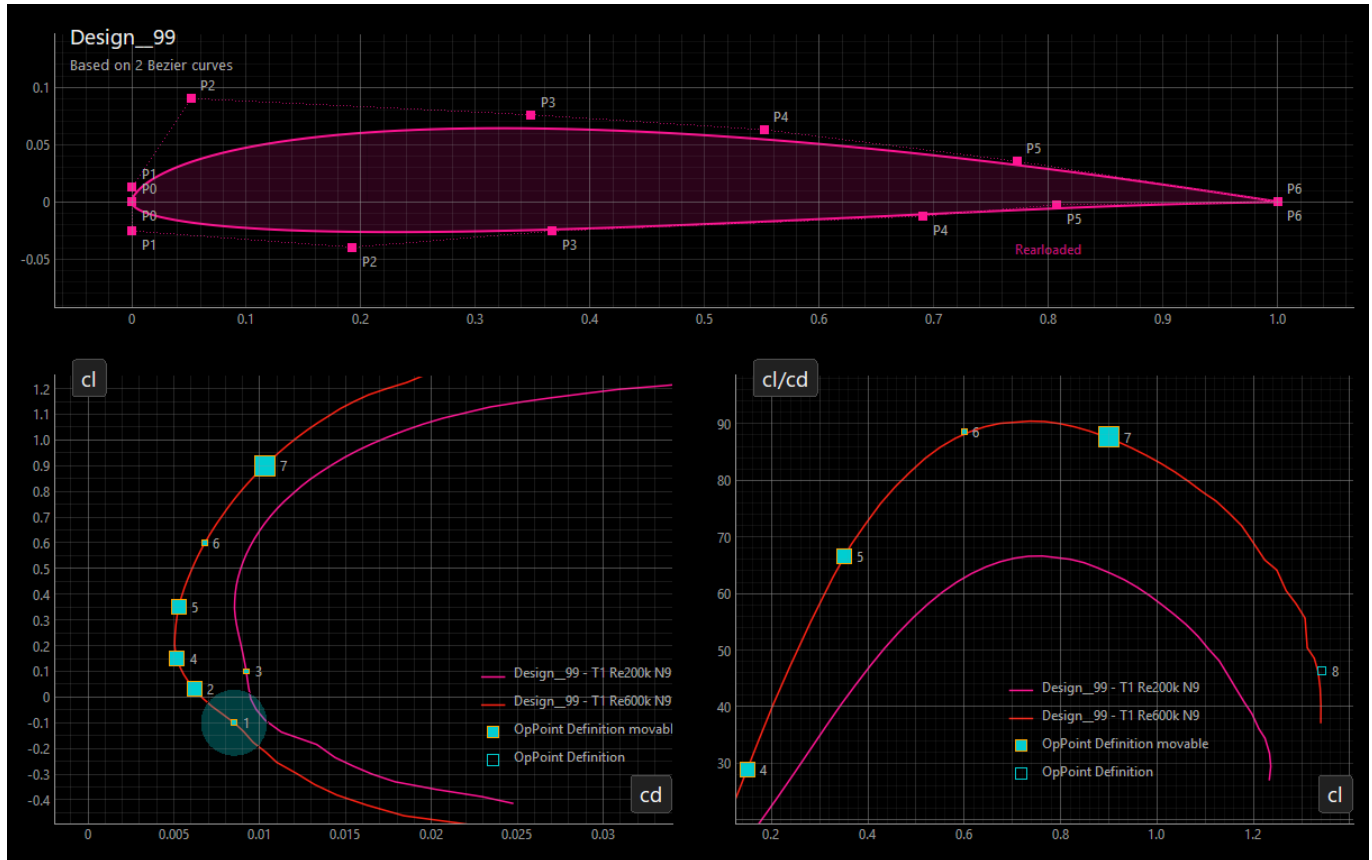 Design__99
Based on 2 Bezier curves
0.1
0.05
0
-0.05
P2
P3
P4
P5
P1
P0
P6
P0
P6
P1
P2
P3
P4
P5
Rearloaded
0
0.1
0.2
0.3
0.4
0.5
0.6
0.7
0.8
0.9
1.0
cl
1.2
1.1
1.0
0.9
0.8
0.7
0.6
0.5
0.4
0.3
0.2
0.1
0
-0.1
-0.2
-0.3
-0.4
7
6
5
4
3
2
1
Design__99 - T1 Re200k N9
Design__99 - T1 Re600k N9
OpPoint Definition movabl
OpPoint Definition
cd
0
0.005
0.01
0.015
0.02
0.025
0.03
cl/cd
90
80
70
60
50
40
30
6
7
5
8
4
Design__99 - T1 Re200k N9
Design__99 - T1 Re600k N9
OpPoint Definition movable
OpPoint Definition
cl
0.2
0.4
0.6
0.8
1.0
1.2